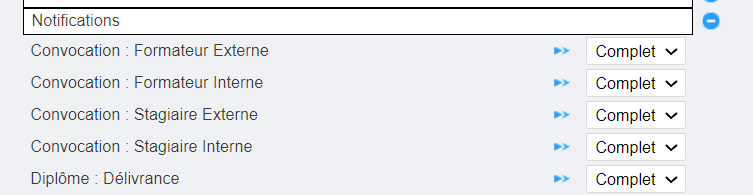 Notifications
Convocation : Formateur Externe Complet
Convocation : Formateur Interne Complet
Convocation : Stagiaire Externe Complet
Convocation : Stagiaire Interne Complet
Diplôme : Délivrance Complet